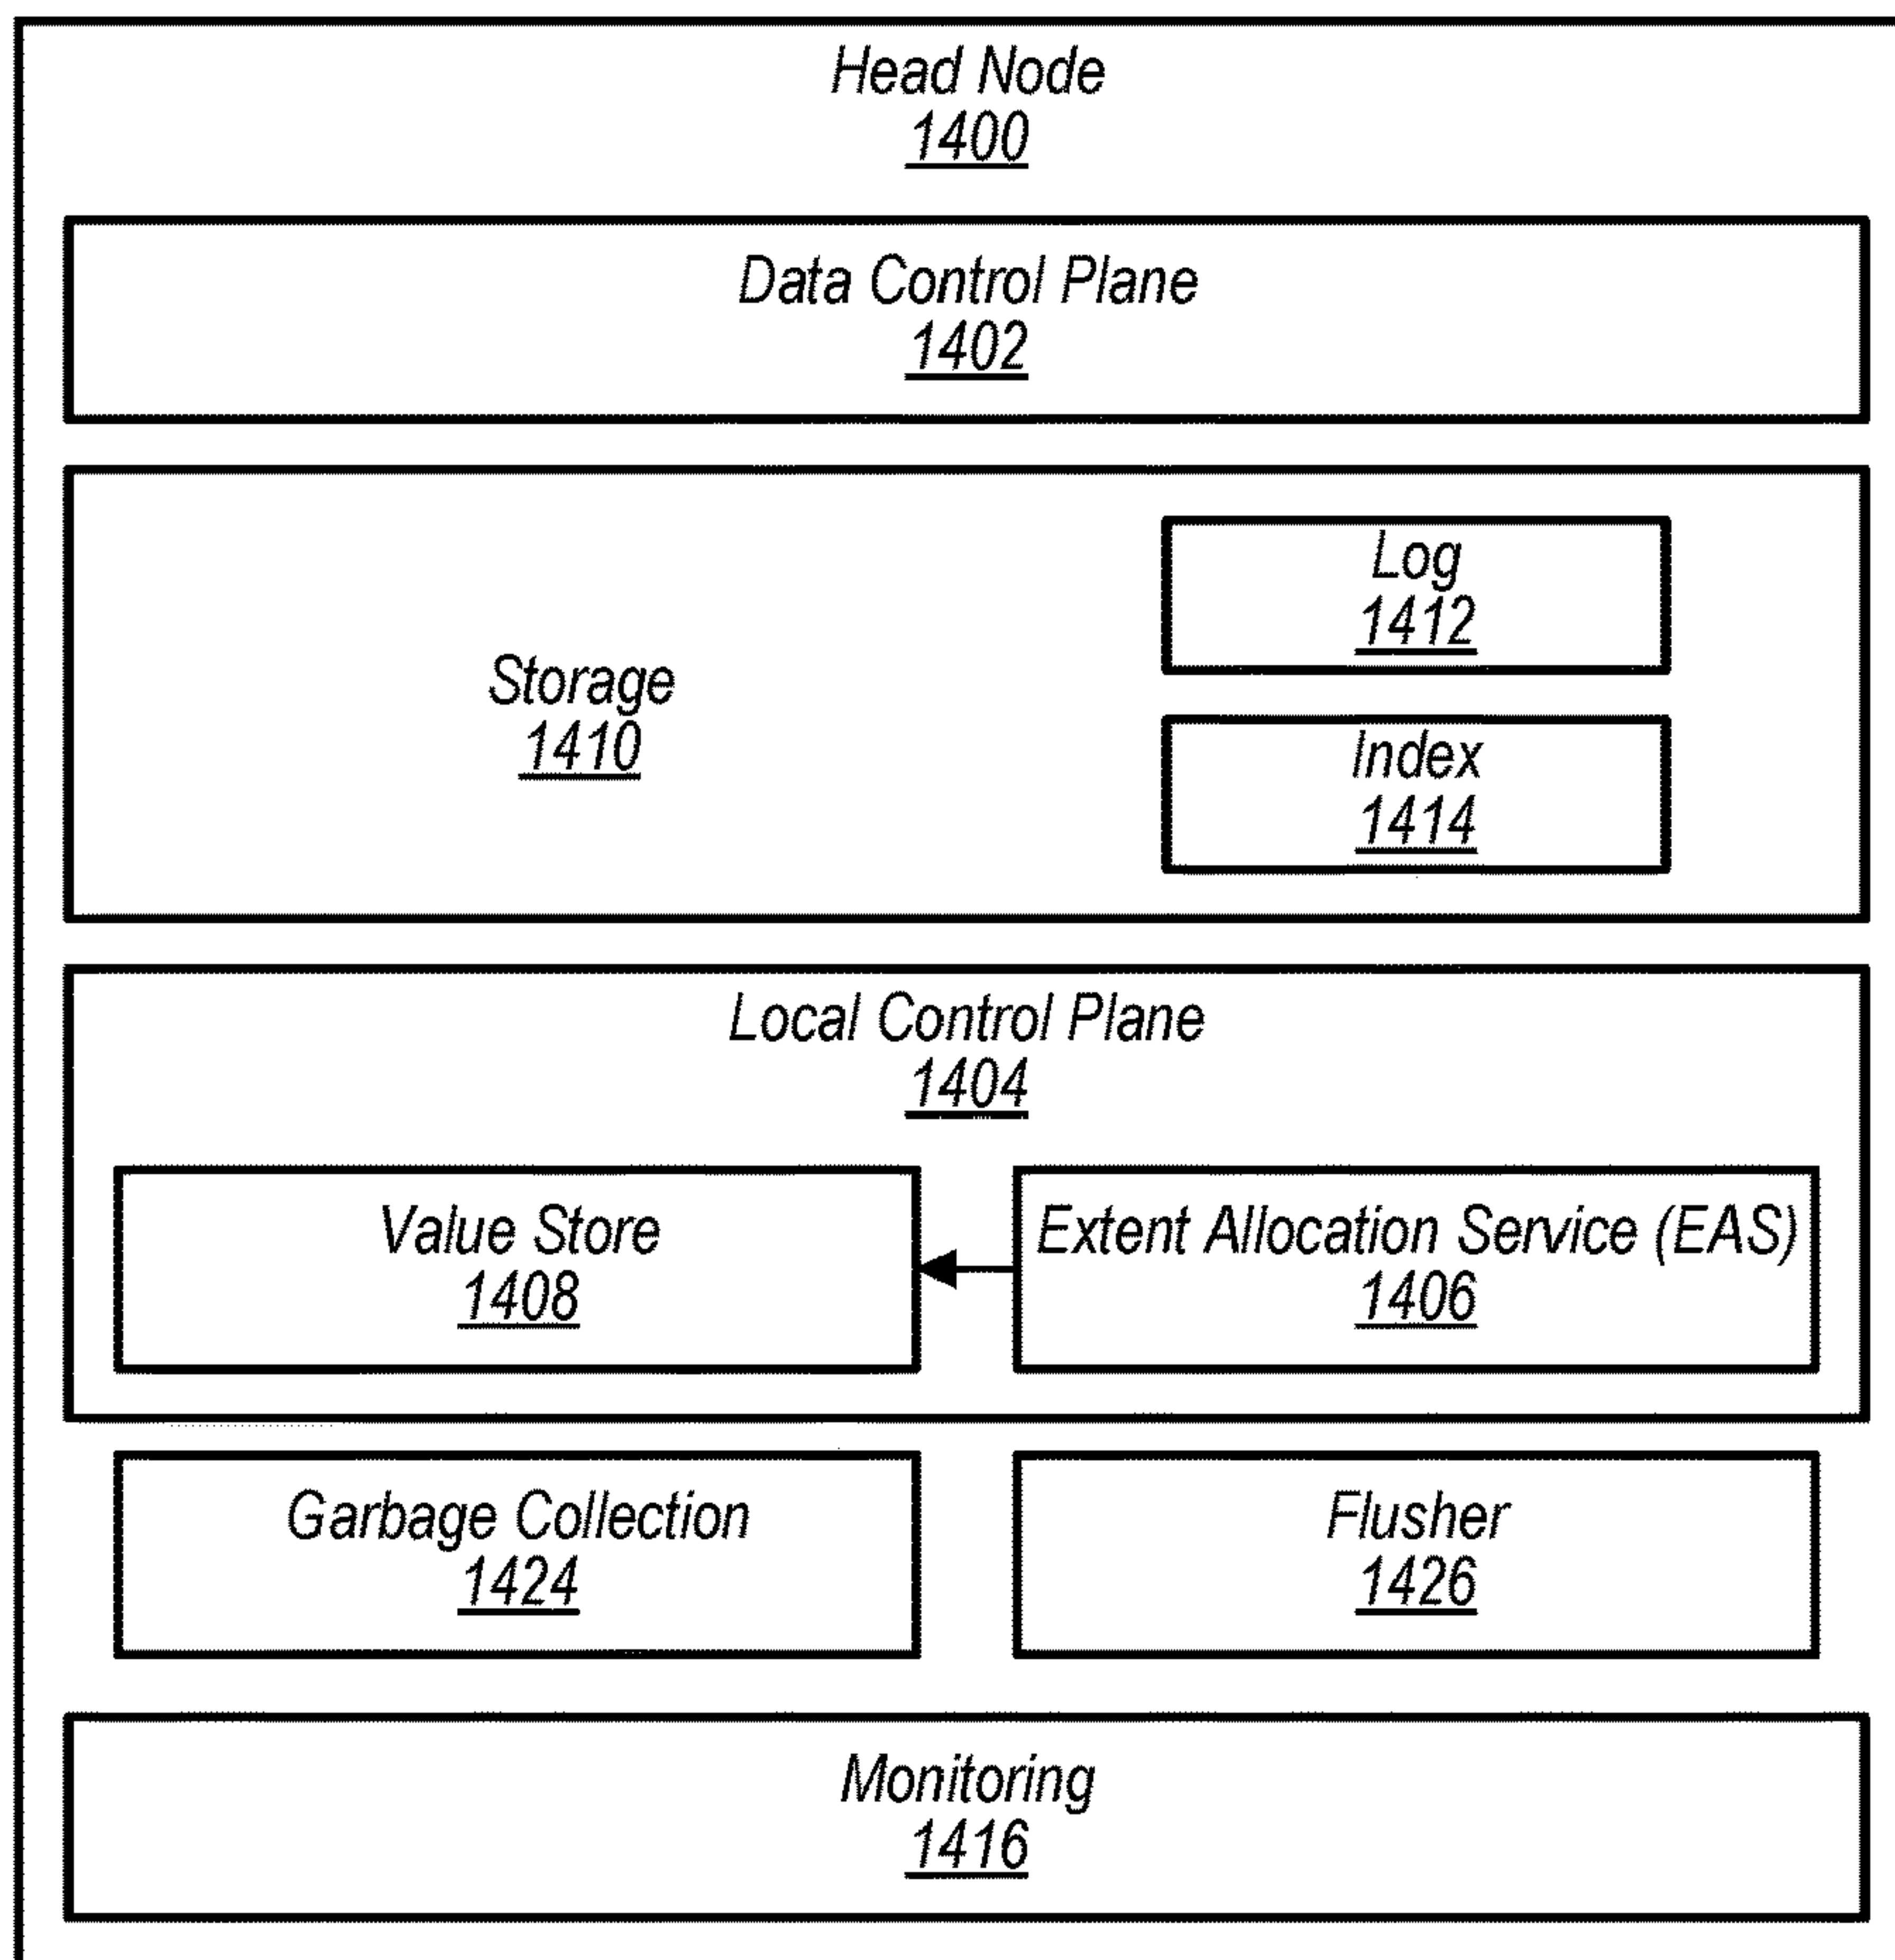 Head Node
1400
Data Control Plane
1402
Storage
1410
Log
1412
Index
1414
Local Control Plane
1404
Value Store
1408
Extent Allocation Service (EAS)
1406
Garbage Collection
1424
Flusher
1426
Monitoring
1416